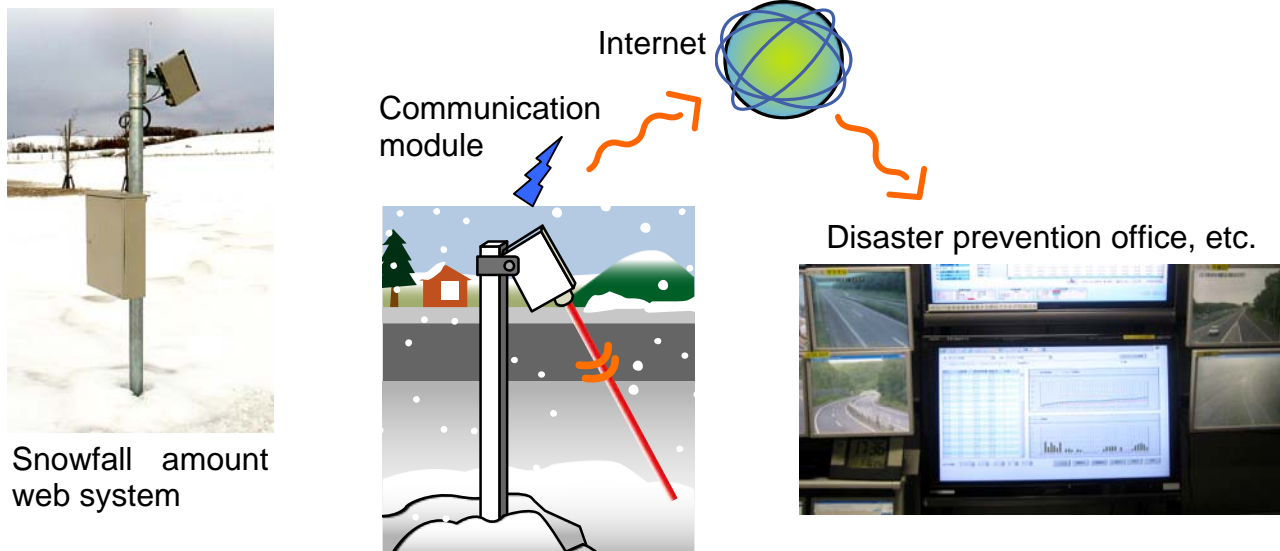 Internet
Communication
module
Disaster prevention office, etc.
Snowfall amount
web system